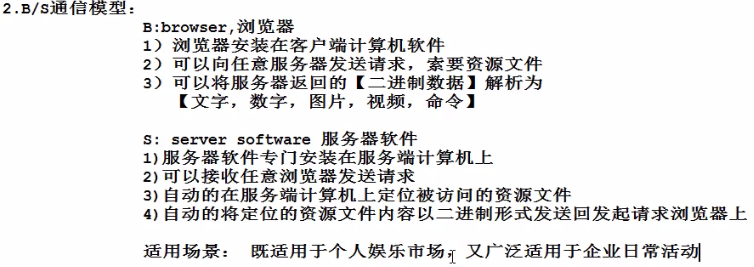 2.B/S通信模型:
B:browser,浏览器
1) 浏览器安装在客户端计算机软件
2) 可以向任意服务器发送请求, 索要资源文件
3) 可以将服务器返回的【二进制数据】解析为
【文字, 数字, 图片, 视频, 命令】
S: server software 服务器软件
1)服务器软件专门安装在服务端计算机上
2)可以接收任意浏览器发送请求
3)自动的在服务端计算机上定位被访问的资源文件
4)自动的将定位的资源文件内容以二进制形式发送回发起请求浏览器上
适用场景: 既适用于个人娱乐市场, 又广泛适用于企业日常活动